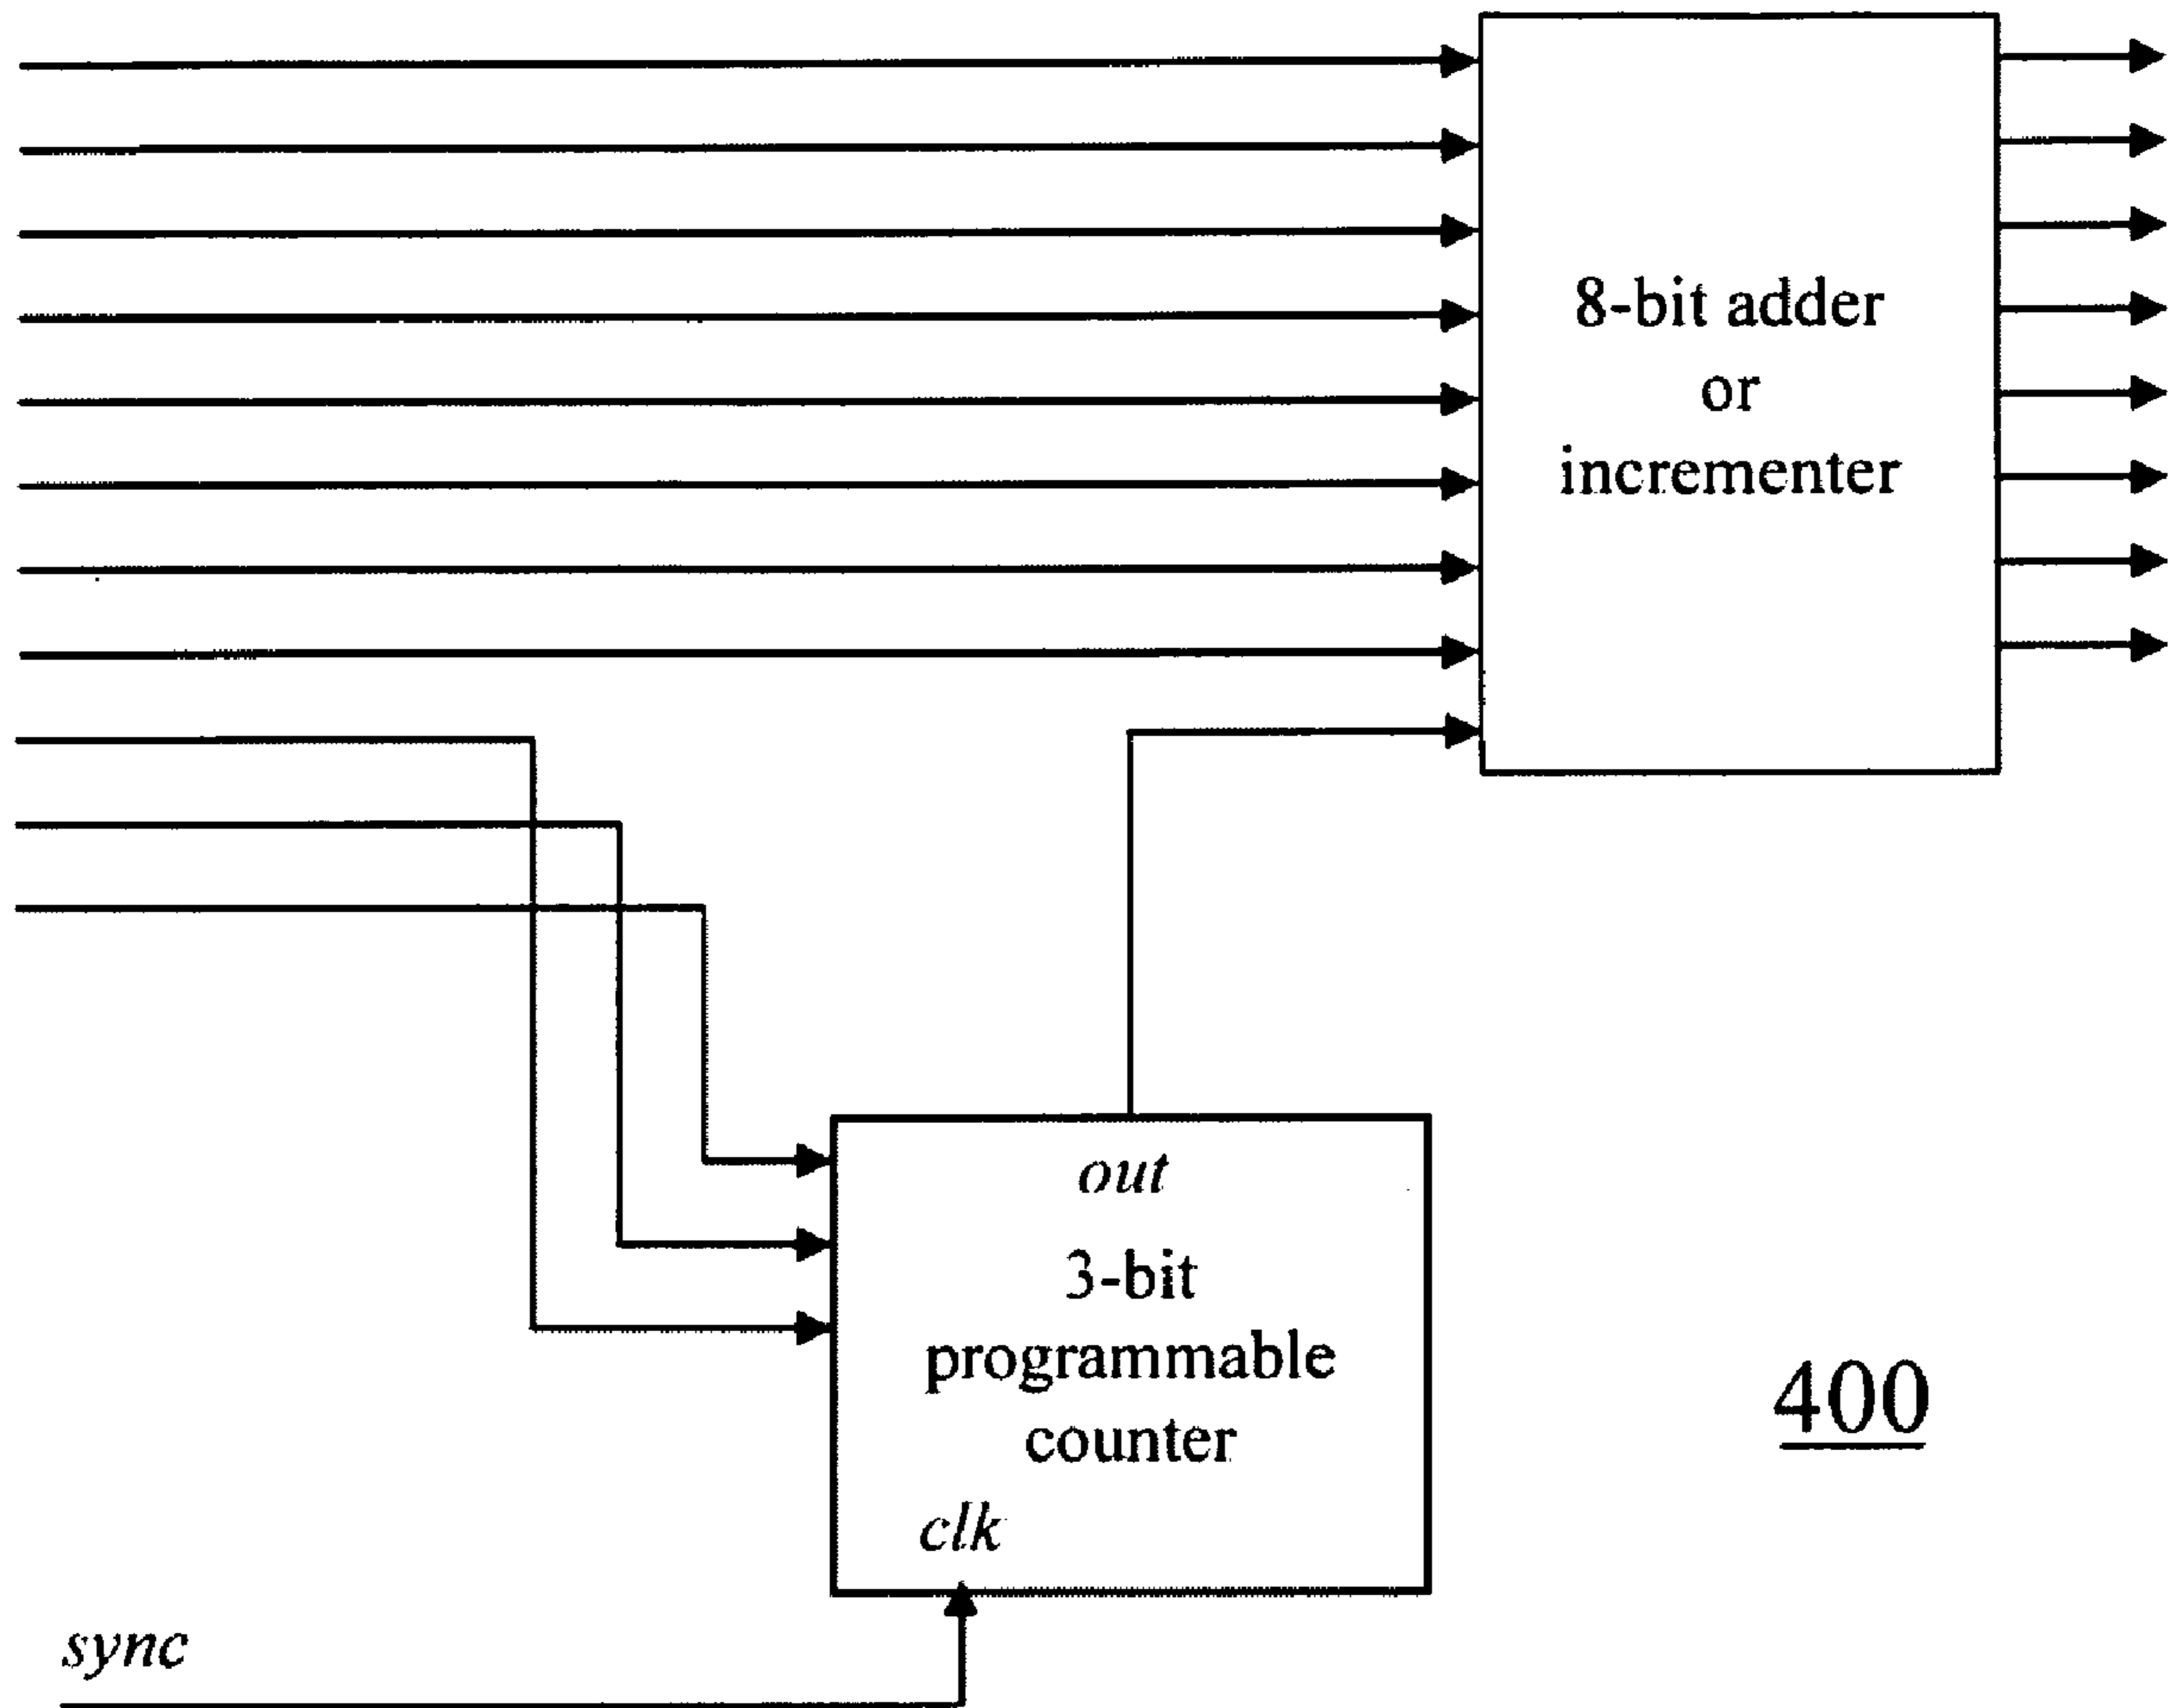 8-bit adder
or
incrementer
out
3-bit
programmable
counter
clk
400
sync